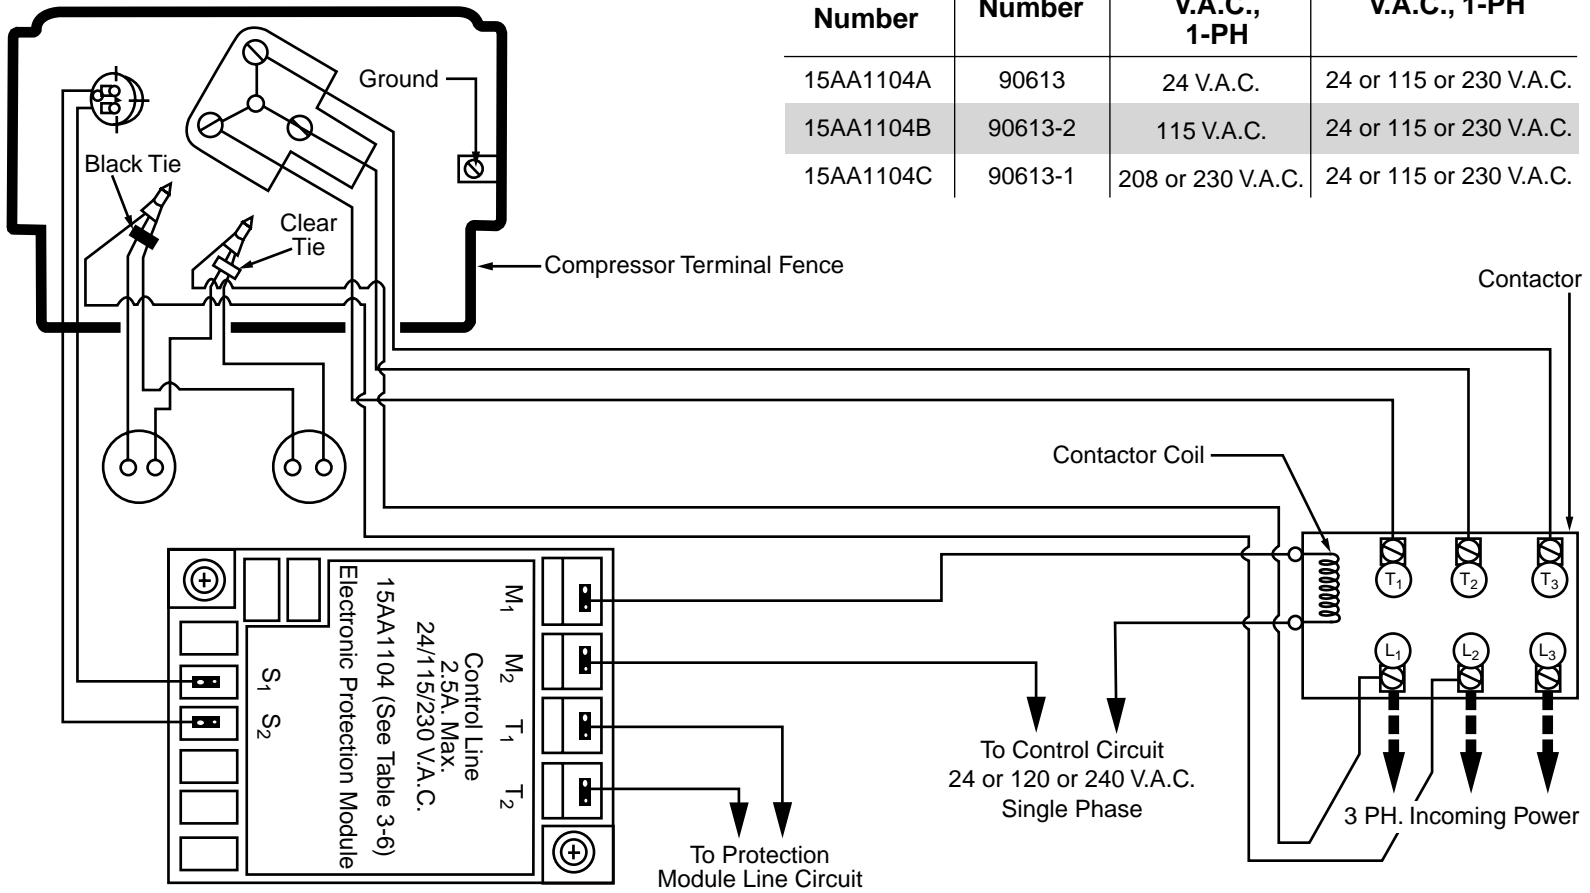 Number
Number
V.A.C.,
1-PH
V.A.C., 1-PH
15AA1104A 90613 24 V.A.C. 24 or 115 or 230 V.A.C.
15AA1104B 90613-2 115 V.A.C. 24 or 115 or 230 V.A.C.
15AA1104C 90613-1 208 or 230 V.A.C. 24 or 115 or 230 V.A.C.
Ground
Black Tie
Clear
Tie
Compressor Terminal Fence
Contactor
Contactor Coil
T1
T2
T3
L1
L2
L3
M1
M2
T1
T2
Control Line
2.5A. Max.
24/115/230 V.A.C.
15AA1104 (See Table 3-6)
Electronic Protection Module
S1
S2
To Control Circuit
24 or 120 or 240 V.A.C.
Single Phase
3 PH. Incoming Power
To Protection
Module Line Circuit